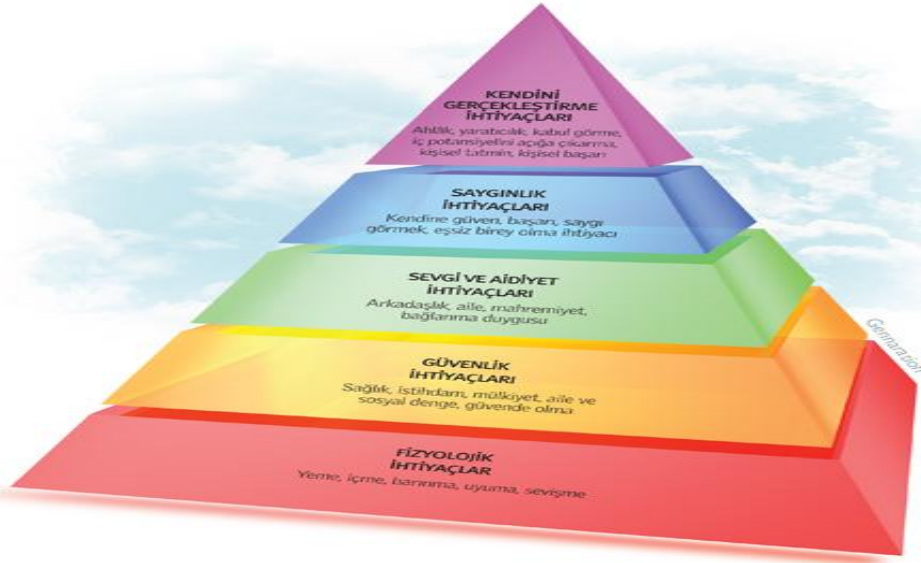 KENDİNİ
GERÇEKLEŞTİRME
İHTİYAÇLARI
Ahlâk, yaratıcılık, kabul görme,
iç potansiyelini açığa çıkarma,
kişisel tatmin, kişisel başarı
SAYGINLIK
İHTİYAÇLARI
Kendine güven, başarı, saygı
görmek, eşsiz birey olma ihtiyacı
SEVGİ VE AİDİYET
İHTİYAÇLARI
Arkadaşlık, aile, mahremiyet,
bağlanma duygusu
GÜVENLİK
İHTİYAÇLARI
Sağlık, istihdam, mülkiyet, aile ve
sosyal denge, güvende olma
FİZYOLOJİK
İHTİYAÇLAR
Yeme, içme, barınma, uyuma, sevişme
Gennaration